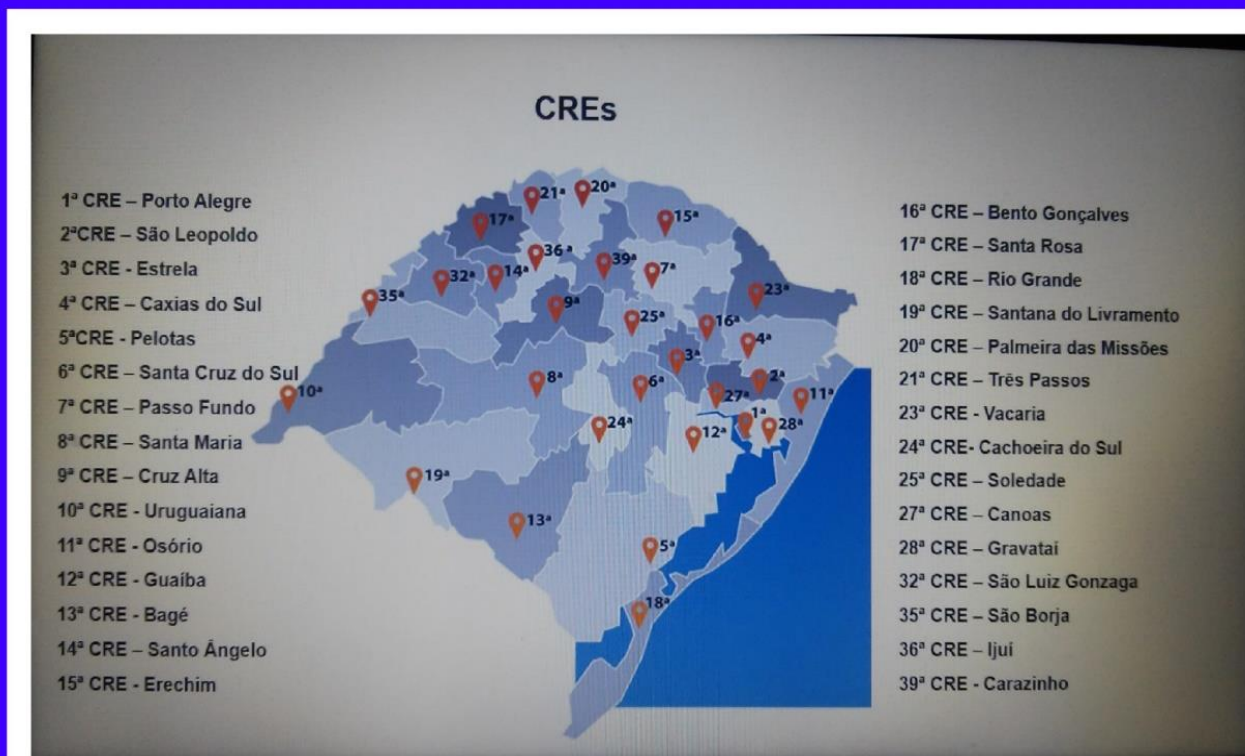 CREs
1ª CRE – Porto Alegre
2ªCRE – São Leopoldo
3ª CRE - Estrela
4ª CRE – Caxias do Sul
5ªCRE - Pelotas
6ª CRE – Santa Cruz do Sul
7ª CRE – Passo Fundo
8ª CRE – Santa Maria
9ª CRE – Cruz Alta
10ª CRE - Uruguaiana
11ª CRE - Osório
12ª CRE - Guaíba
13ª CRE - Bagé
14ª CRE – Santo Ângelo
15ª CRE - Erechim
21ª
20ª
17ª
15ª
36ª
39ª
7ª
32ª
14ª
35ª
9ª
23ª
25ª
16ª
4ª
3ª
8ª
6ª
2ª
10ª
27ª
11ª
24ª
1ª
12ª
28ª
19ª
13ª
5ª
18ª
16ª CRE – Bento Gonçalves
17ª CRE – Santa Rosa
18ª CRE – Rio Grande
19ª CRE – Santana do Livramento
20ª CRE – Palmeira das Missões
21ª CRE – Três Passos
23ª CRE - Vacaria
24ª CRE- Cachoeira do Sul
25ª CRE – Soledade
27ª CRE – Canoas
28ª CRE – Gravataí
32ª CRE – São Luiz Gonzaga
35ª CRE – São Borja
36ª CRE – Ijuí
39ª CRE - Carazinho